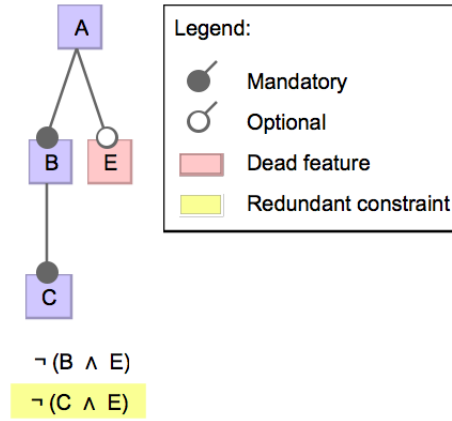 A
B
E
C
¬ (B ∧ E)
¬ (C ∧ E)
Legend:
Mandatory
Optional
Dead feature
Redundant constraint